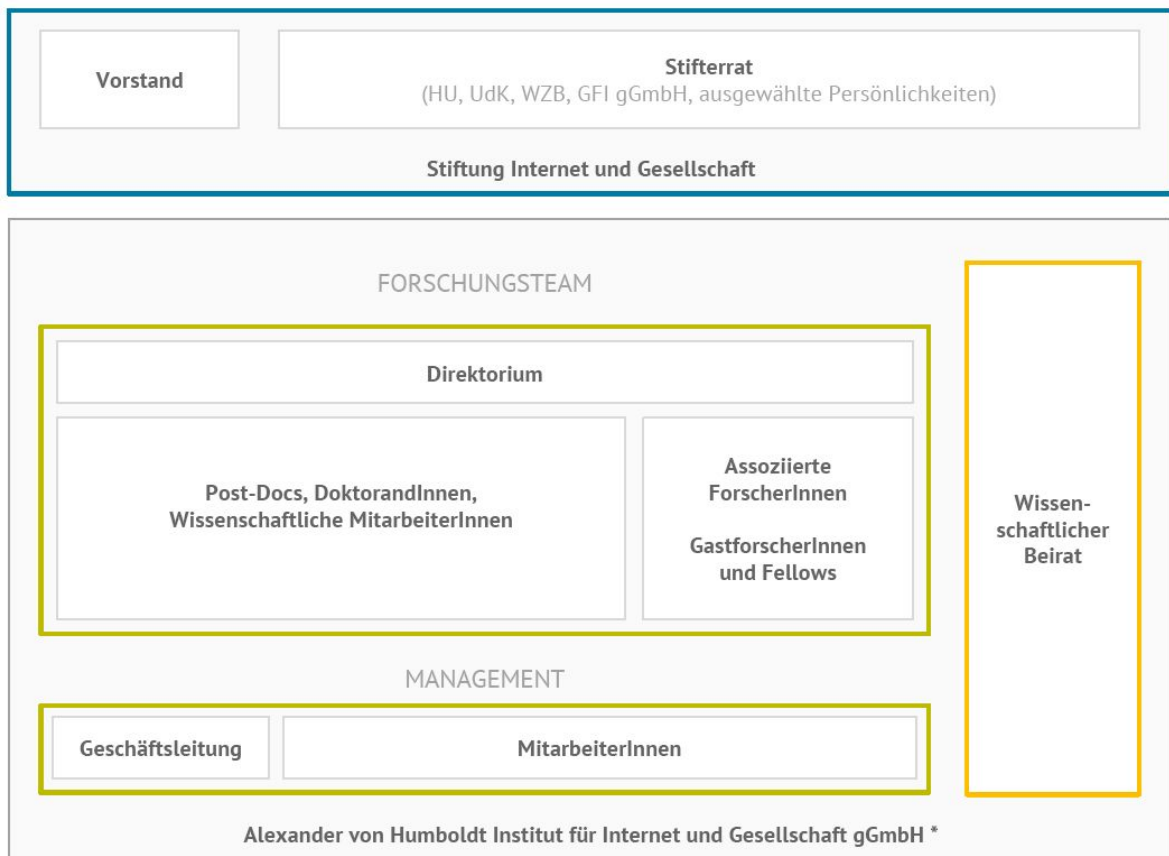 Vorstand
Stifterrat
(HU, UdK, WZB, GFI gGmbH, ausgewählte Persönlichkeiten)
Stiftung Internet und Gesellschaft
FORSCHUNGSTEAM
Direktorium
Post-Docs, DoktorandInnen,
Wissenschaftliche MitarbeiterInnen
Assoziierte
ForscherInnen
GastforscherInnen
und Fellows
Wissen-
schaftlicher
Beirat
MANAGEMENT
Geschäftsleitung
MitarbeiterInnen
Alexander von Humboldt Institut für Internet und Gesellschaft gGmbH *